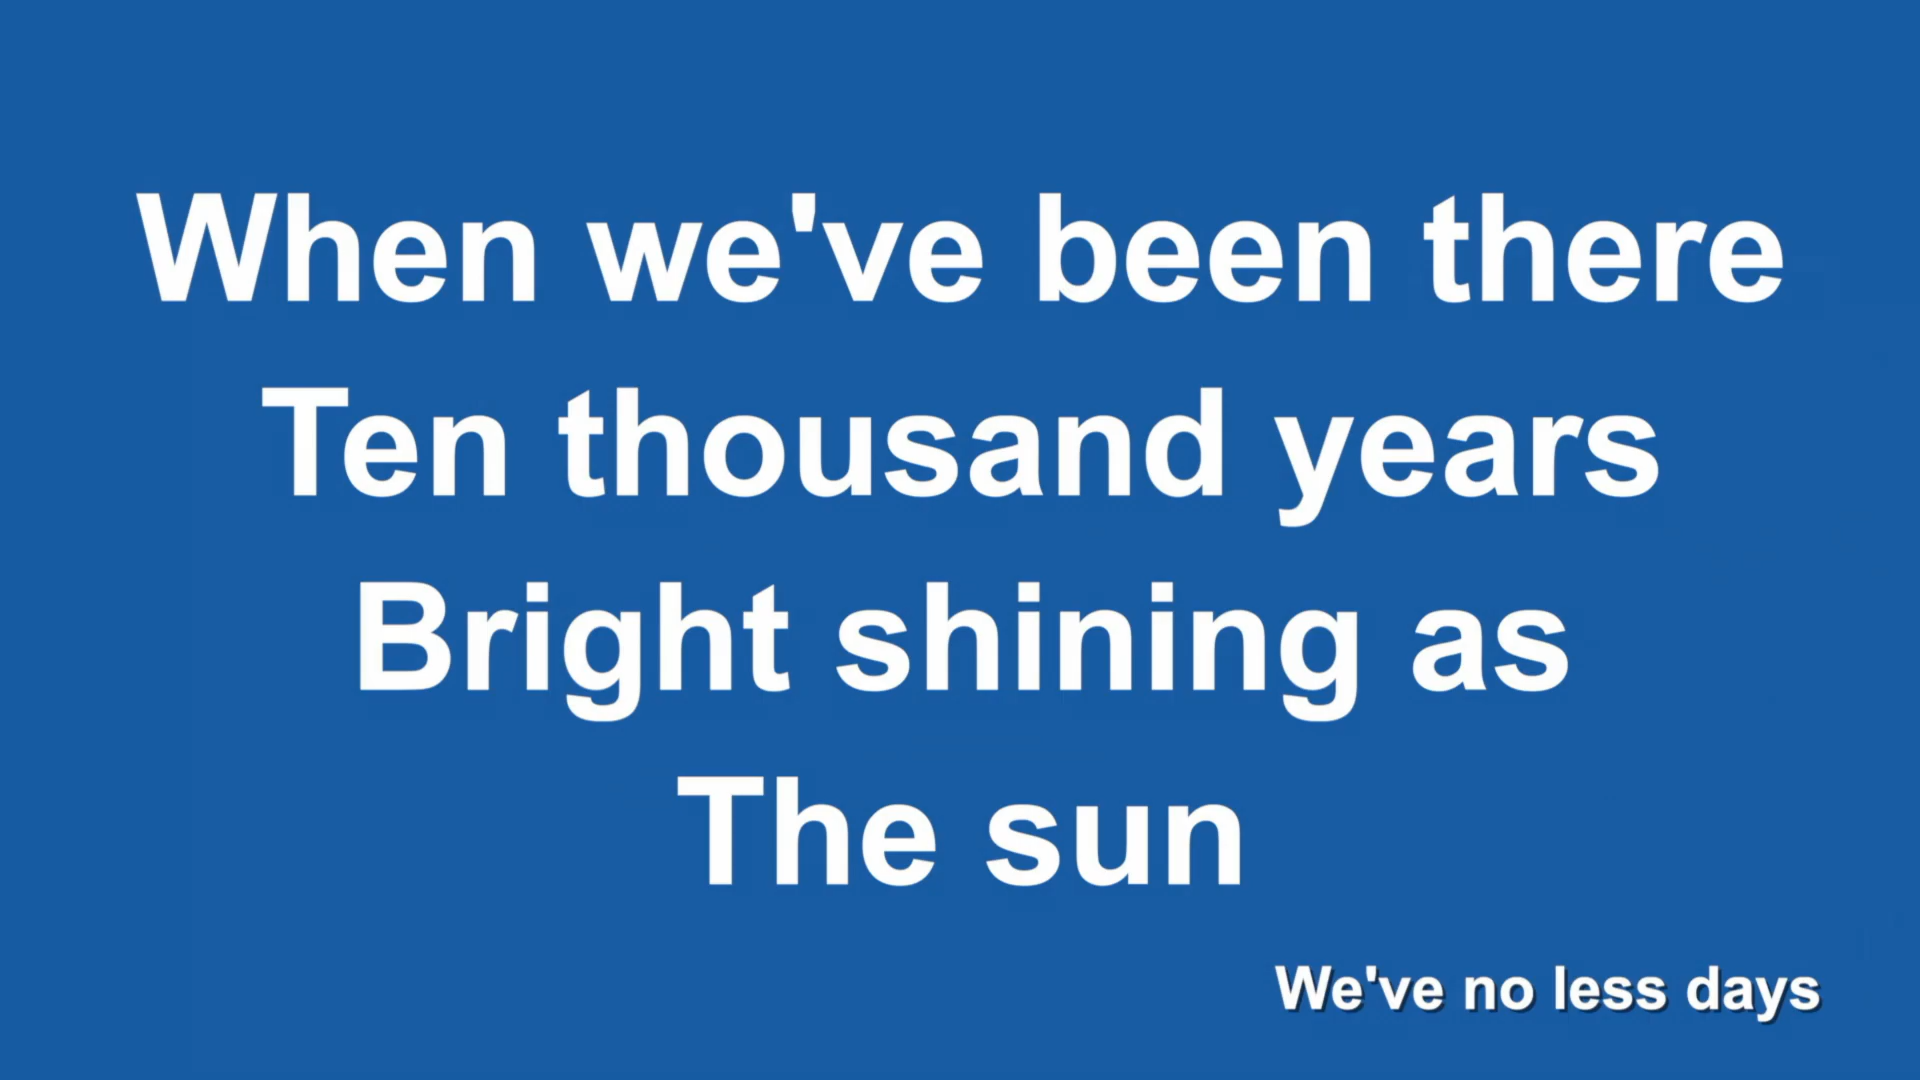 When we've been there
Ten thousand years
Bright shining as
The sun
We've no less days